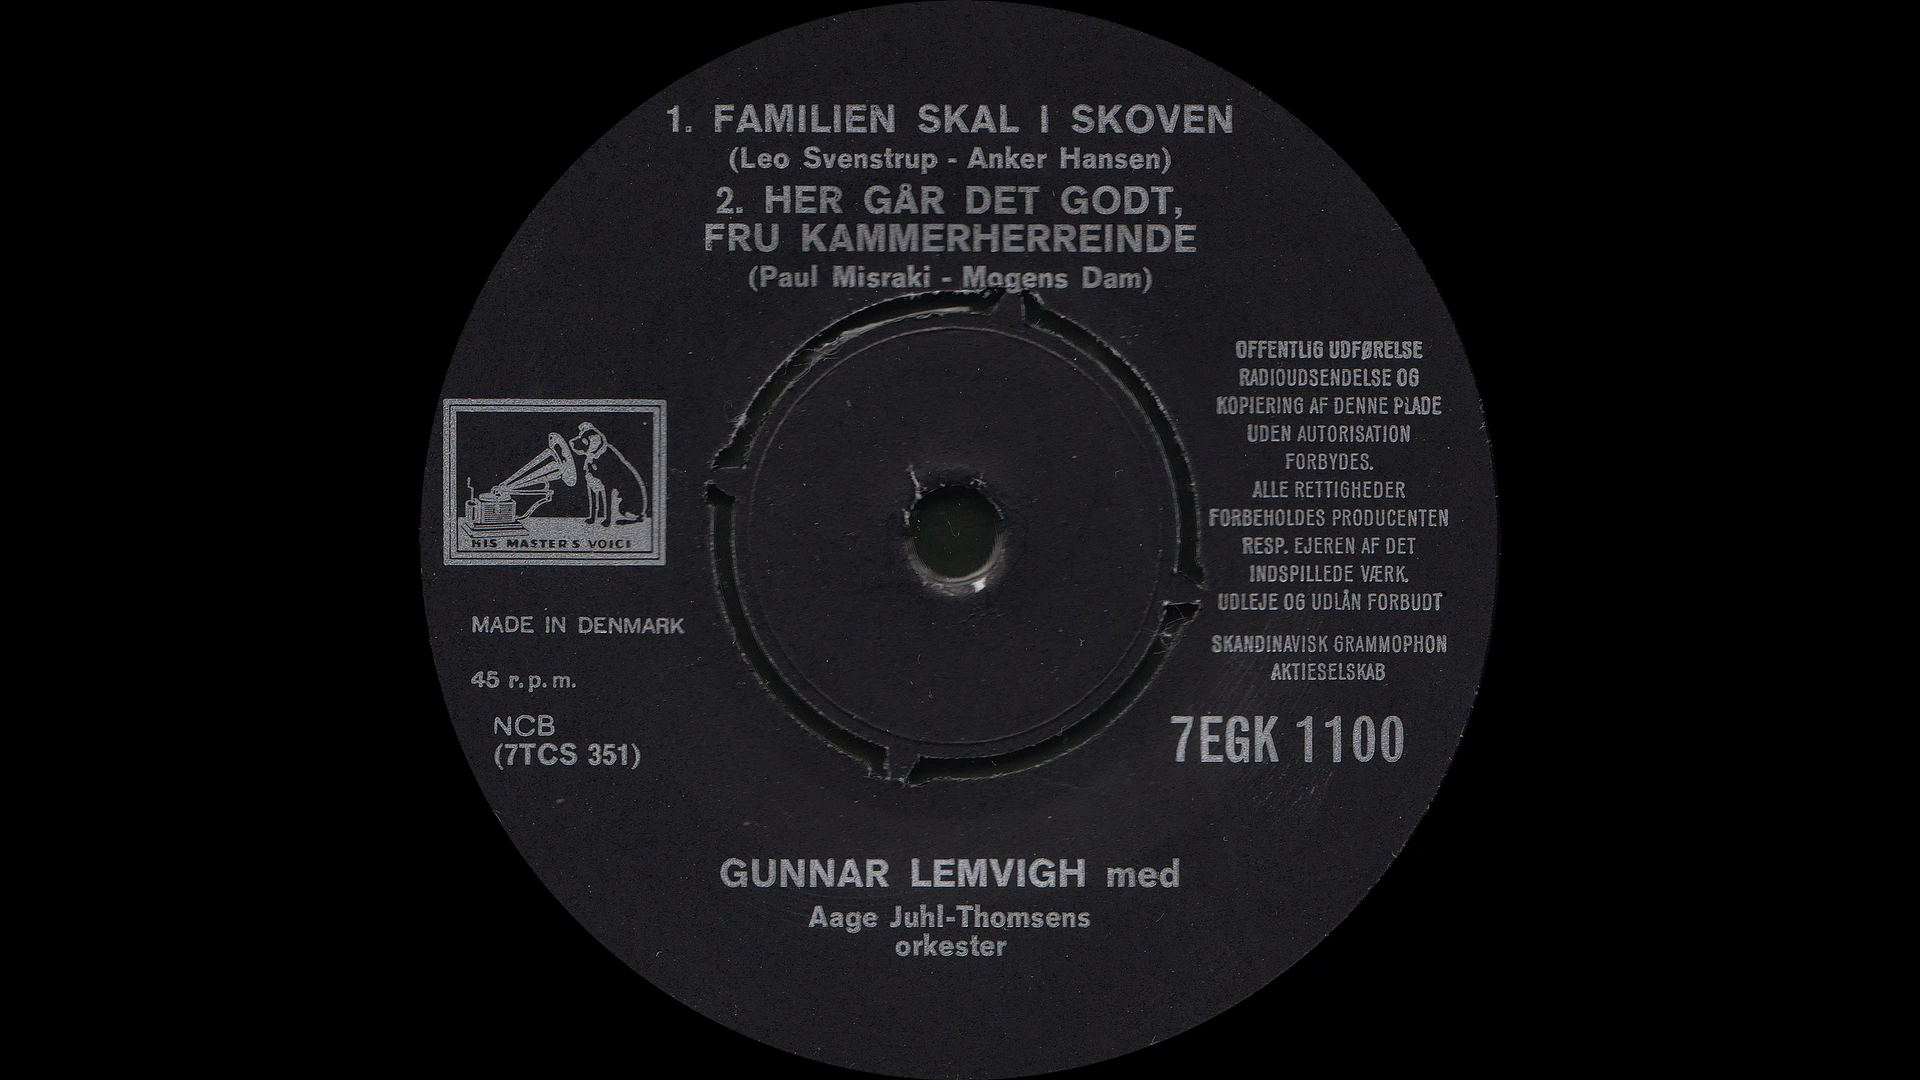 1. FAMILIEN SKAL I SKOVEN
(Leo Svenstrup - Anker Hansen)
2. HER GÅR DET GODT,
FRU KAMMERHERREINDE
(Paul Misraki - Mogens Dam)
OFFENTLIG UDFØRELSE
RADIOUDSENDELSE OG
KOPIERING AF DENNE PLADE
UDEN AUTORISATION
FORBYDES.
ALLE RETTIGHEDER
FORBEHOLDES PRODUCENTEN
RESP. EJEREN AF DET
INDSPILLEDE VÆRK.
UDLEJE OG UDLÅN FORBUDT
SKANDINAVISK GRAMMOPHON
AKTIESELSKAB
HIS MASTER'S VOICE
MADE IN DENMARK
45 r.p.m.
NCB
(7TCS 351)
7EGK 1100
GUNNAR LEMVIGH med
Aage Juhl-Thomsens
orkester